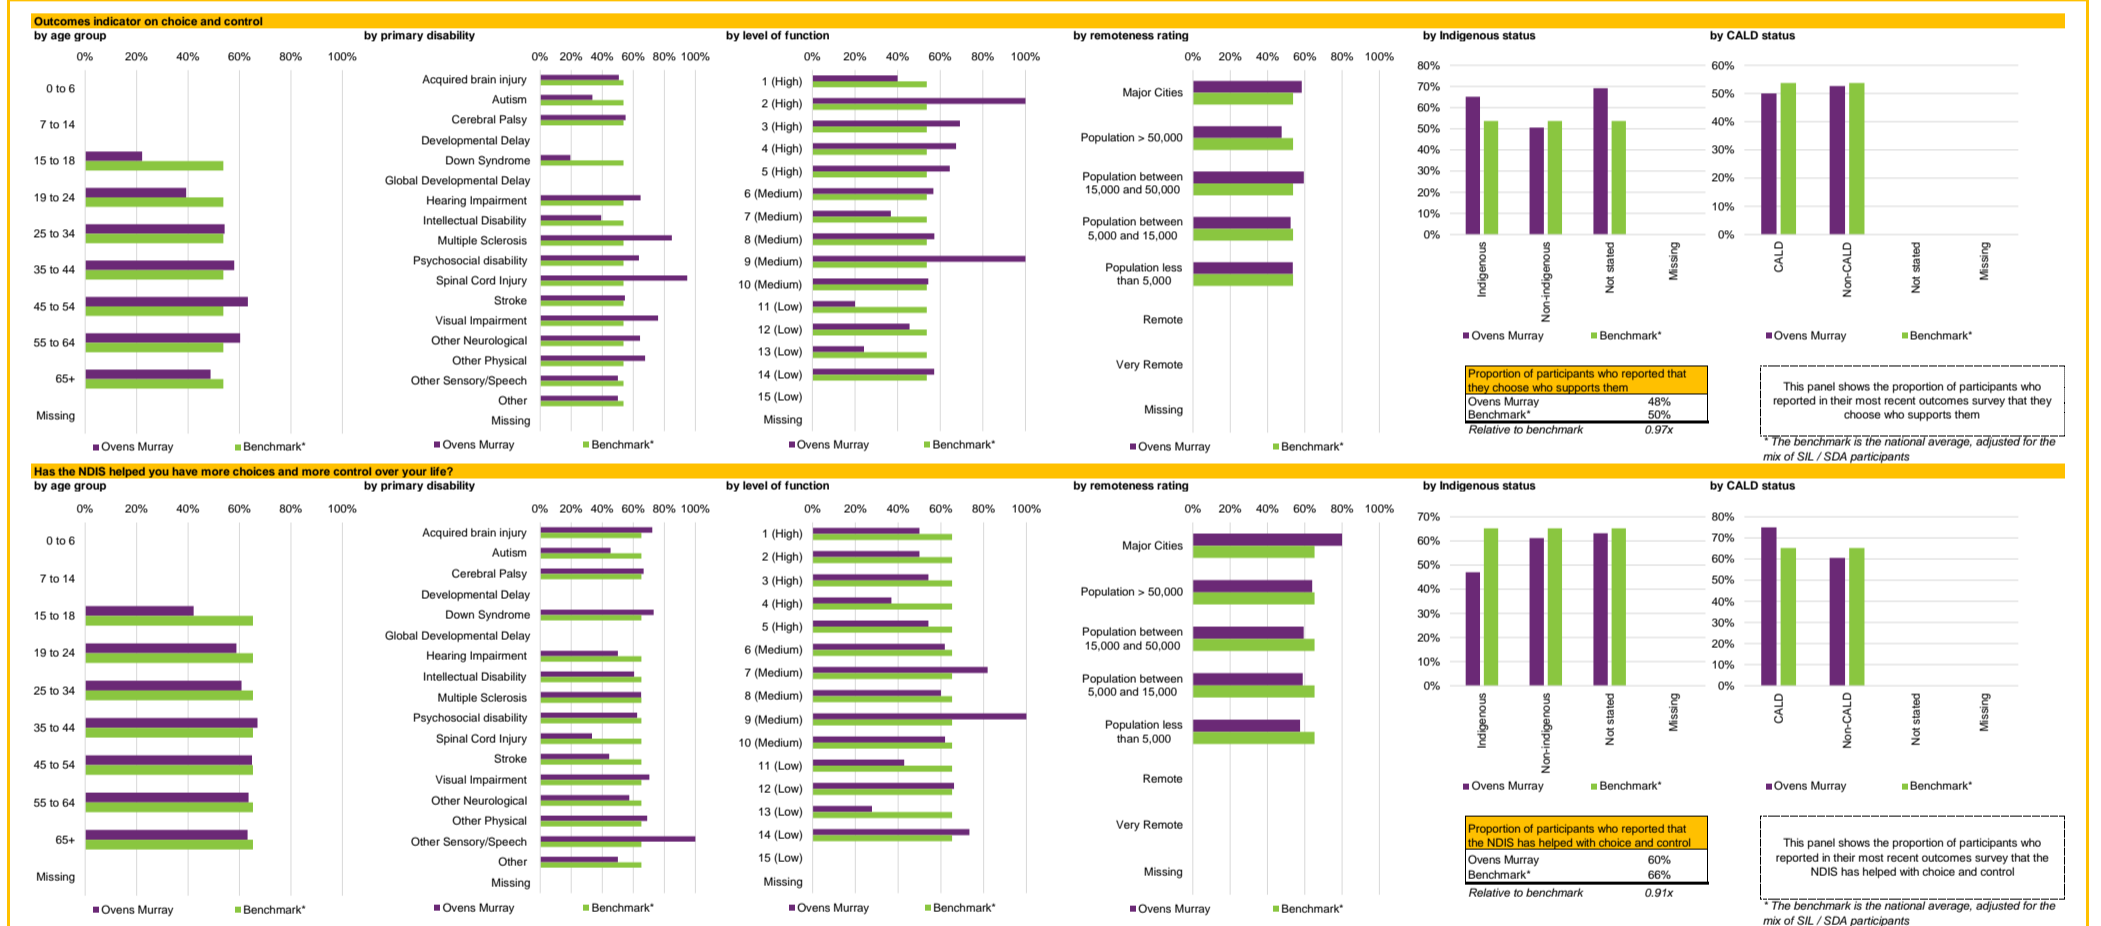 Outcomes indicator on choice and control
by age group
0% 20% 40% 60% 80% 100%
0 to 6
7 to 14
15 to 18
19 to 24
25 to 34
35 to 44
45 to 54
55 to 64
65+
Missing
Ovens Murray Benchmark*
by primary disability
0% 20% 40% 60% 80% 100%
Acquired brain injury
Autism
Cerebral Palsy
Developmental Delay
Down Syndrome
Global Developmental Delay
Hearing Impairment
Intellectual Disability
Multiple Sclerosis
Psychosocial disability
Spinal Cord Injury
Stroke
Visual Impairment
Other Neurological
Other Physical
Other Sensory/Speech
Other
Missing
Ovens Murray Benchmark*
by level of function
0% 20% 40% 60% 80% 100%
1 (High)
2 (High)
3 (High)
4 (High)
5 (High)
6 (Medium)
7 (Medium)
8 (Medium)
9 (Medium)
10 (Medium)
11 (Low)
12 (Low)
13 (Low)
14 (Low)
15 (Low)
Missing
Ovens Murray Benchmark*
by remoteness rating
0% 20% 40% 60% 80% 100%
Major Cities
Population > 50,000
Population between
15,000 and 50,000
Population between
5,000 and 15,000
Population less
than 5,000
Remote
Very Remote
Missing
Ovens Murray Benchmark*
by Indigenous status
80%
70%
60%
50%
40%
30%
20%
10%
0%
Indigenous
Non-indigenous
Not stated
Missing
Ovens Murray Benchmark*
Proportion of participants who reported that
they choose who supports them
Ovens Murray 48%
Benchmark* 50%
Relative to benchmark 0.97x
by CALD status
60%
50%
40%
30%
20%
10%
0%
CALD
Non-CALD
Not stated
Missing
Ovens Murray Benchmark*
This panel shows the proportion of participants who
reported in their most recent outcomes survey that they
choose who supports them
* The benchmark is the national average, adjusted for the
mix of SIL / SDA participants
Has the NDIS helped you have more choices and more control over your life?
by age group
0% 20% 40% 60% 80% 100%
0 to 6
7 to 14
15 to 18
19 to 24
25 to 34
35 to 44
45 to 54
55 to 64
65+
Missing
Ovens Murray Benchmark*
by primary disability
0% 20% 40% 60% 80% 100%
Acquired brain injury
Autism
Cerebral Palsy
Developmental Delay
Down Syndrome
Global Developmental Delay
Hearing Impairment
Intellectual Disability
Multiple Sclerosis
Psychosocial disability
Spinal Cord Injury
Stroke
Visual Impairment
Other Neurological
Other Physical
Other Sensory/Speech
Other
Missing
Ovens Murray Benchmark*
by level of function
0% 20% 40% 60% 80% 100%
1 (High)
2 (High)
3 (High)
4 (High)
5 (High)
6 (Medium)
7 (Medium)
8 (Medium)
9 (Medium)
10 (Medium)
11 (Low)
12 (Low)
13 (Low)
14 (Low)
15 (Low)
Missing
Ovens Murray Benchmark*
by remoteness rating
0% 20% 40% 60% 80% 100%
Major Cities
Population > 50,000
Population between
15,000 and 50,000
Population between
5,000 and 15,000
Population less
than 5,000
Remote
Very Remote
Missing
Ovens Murray Benchmark*
by Indigenous status
70%
60%
50%
40%
30%
20%
10%
0%
Indigenous
Non-indigenous
Not stated
Missing
Ovens Murray Benchmark*
Proportion of participants who reported that
the NDIS has helped with choice and control
Ovens Murray 60%
Benchmark* 66%
Relative to benchmark 0.91x
by CALD status
80%
70%
60%
50%
40%
30%
20%
10%
0%
CALD
Non-CALD
Not stated
Missing
Ovens Murray Benchmark*
This panel shows the proportion of participants who
reported in their most recent outcomes survey that the
NDIS has helped with choice and control
* The benchmark is the national average, adjusted for the
mix of SIL / SDA participants